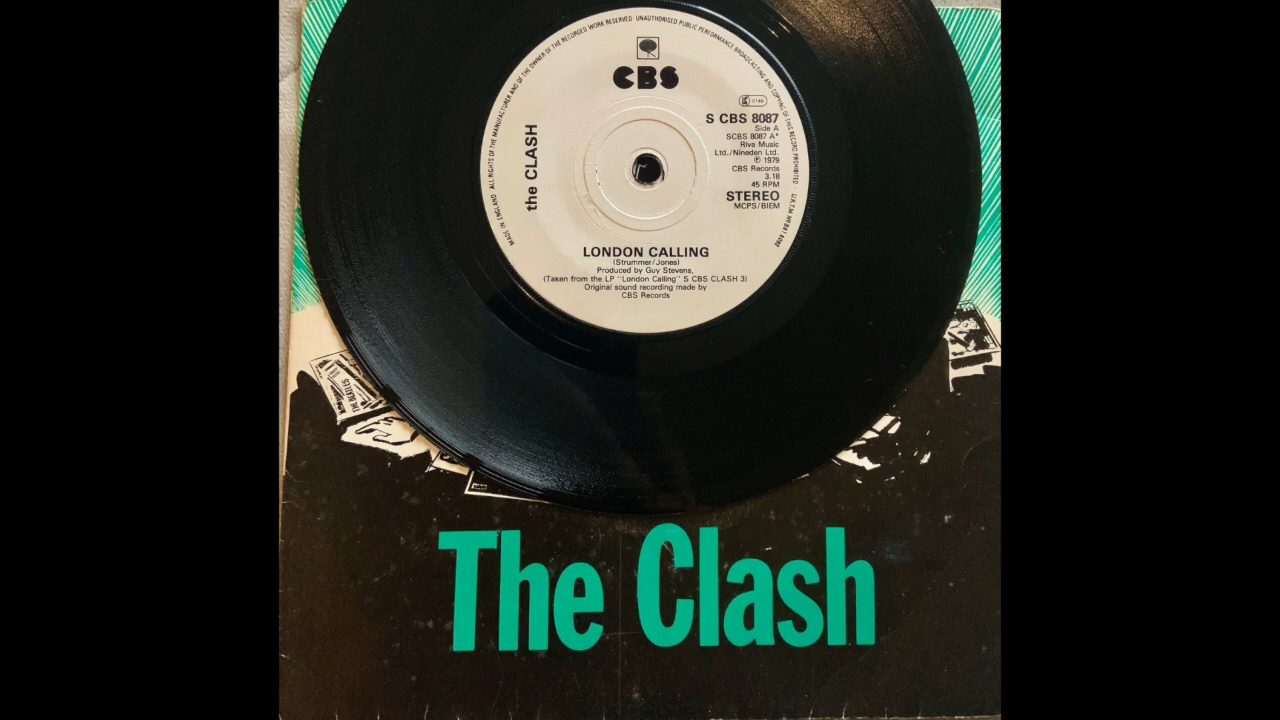 ALL RIGHTS OF THE MANUFACTURER AND OF THE OWNER OF THE RECORDED WORK RESERVED · UNAUTHORISED PUBLIC PERFORMANCE BROADCASTING AND COPYING OF THIS RECORD PROHIBITED ·
MADE IN ENGLAND
CBS
S CBS 8087
Side A
SCBS 8087 A*
Riva Music
Ltd./Nineden Ltd.
℗ 1979
CBS Records
3.18
45 RPM
STEREO
MCPS/BIEM
the CLASH
LONDON CALLING
(Strummer/Jones)
Produced by Guy Stevens,
(Taken from the LP "London Calling" S CBS CLASH 3)
Original sound recording made by
CBS Records
THE BEATLES
The Clash